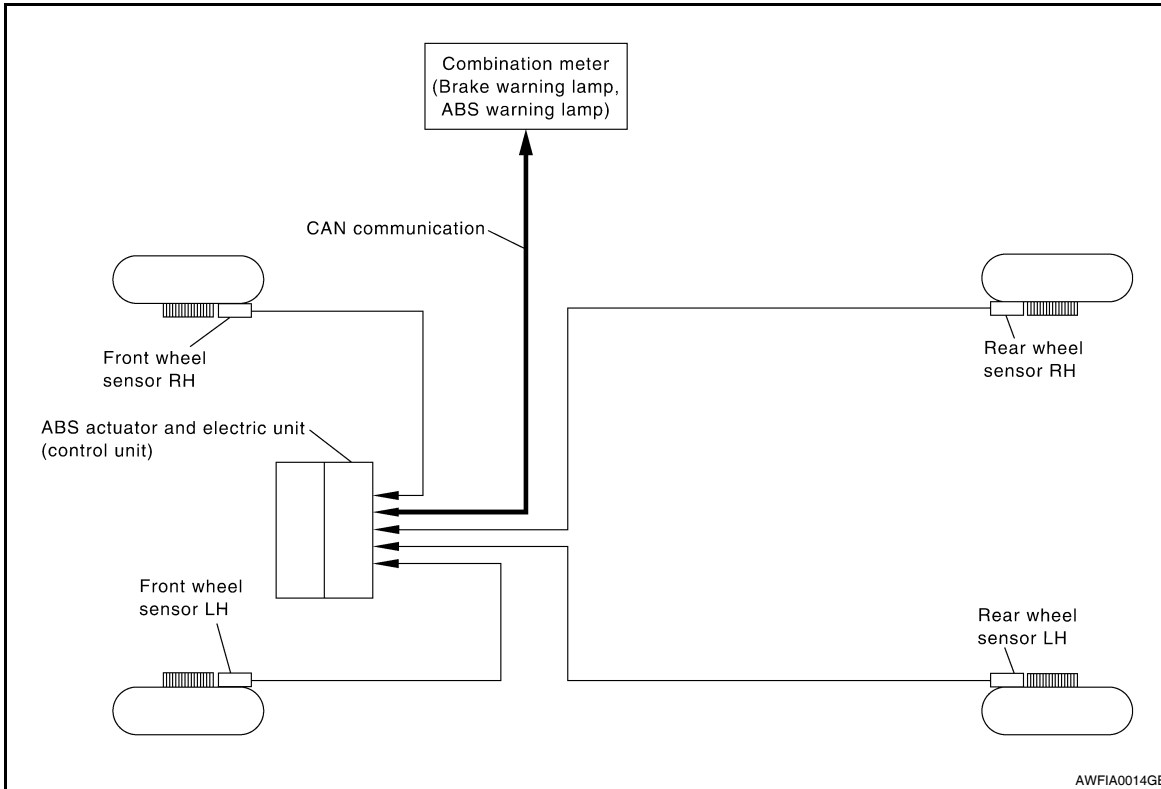 Combination meter
(Brake warning lamp,
ABS warning lamp)
CAN communication
Front wheel
sensor RH
Rear wheel
sensor RH
ABS actuator and electric unit
(control unit)
Front wheel
sensor LH
Rear wheel
sensor LH
AWFIA0014GB